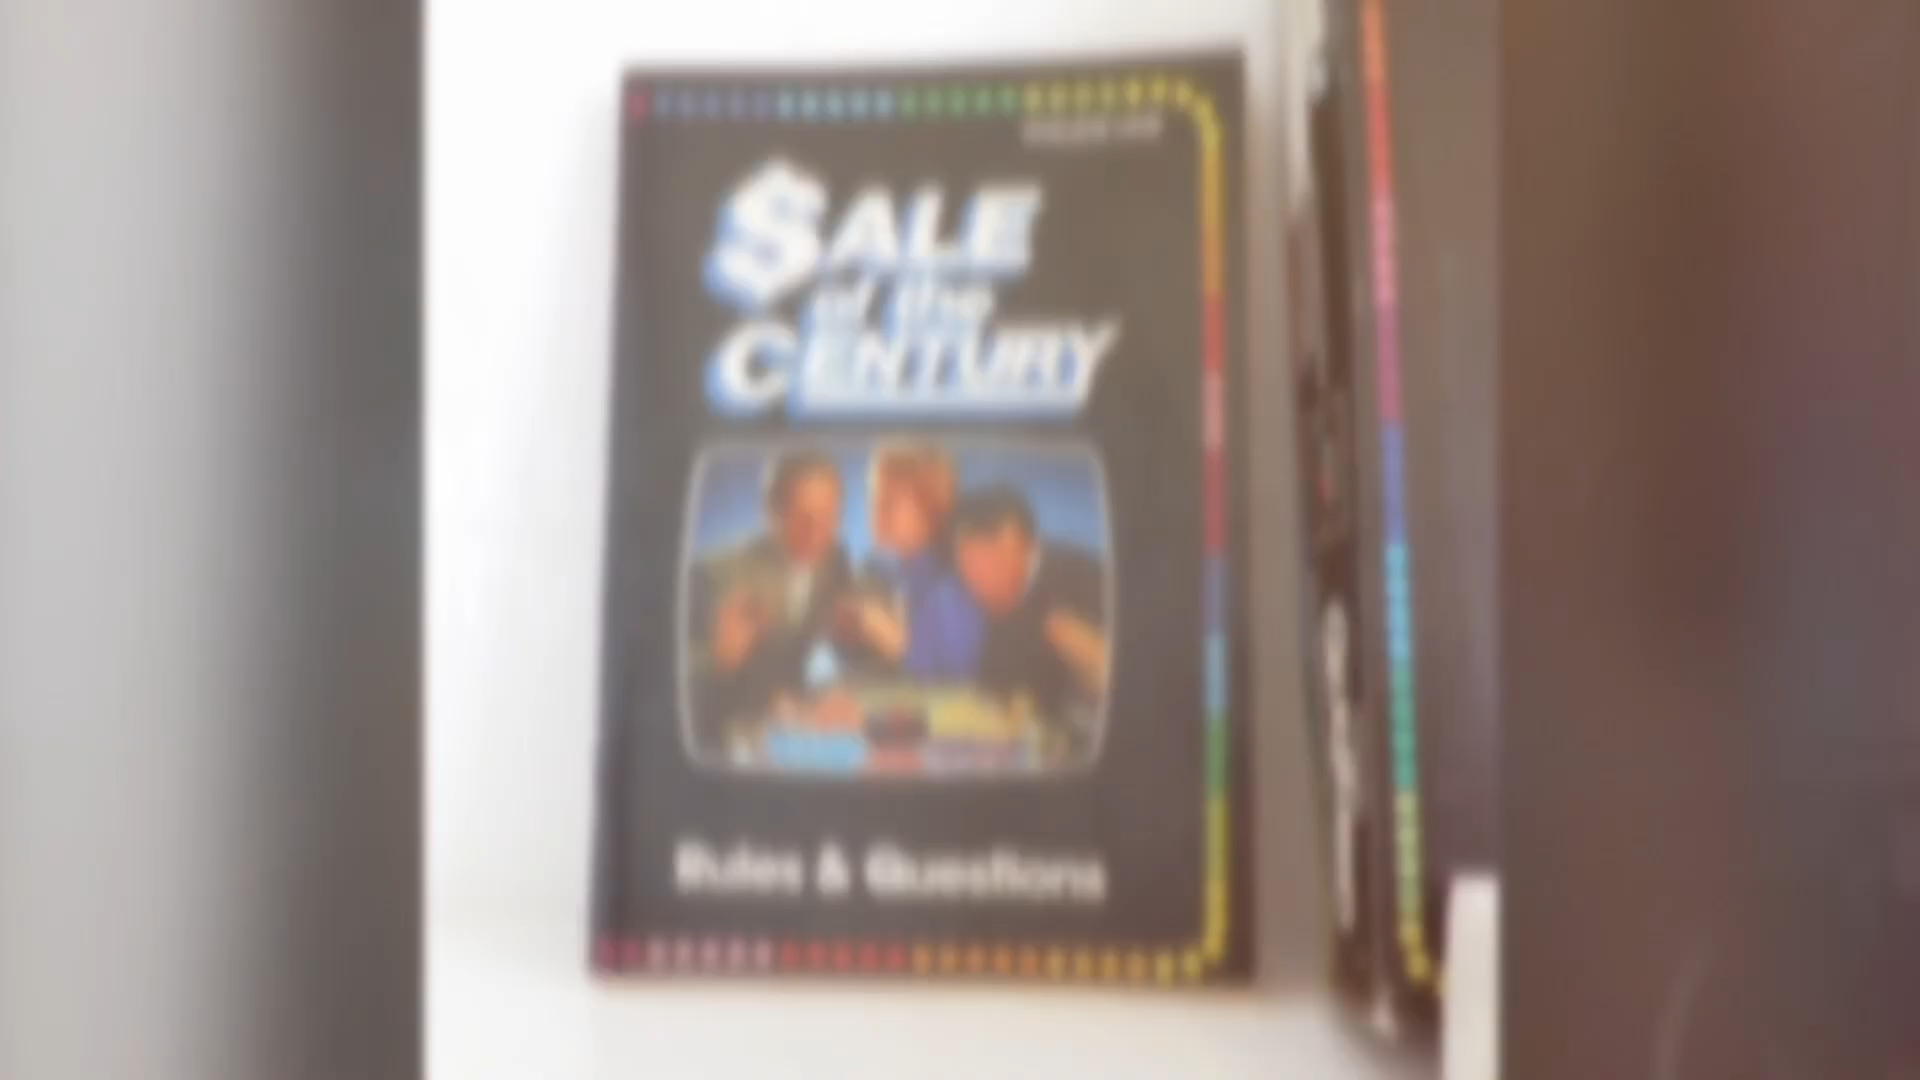 $ALE
of the
CENTURY
Rules & Questions